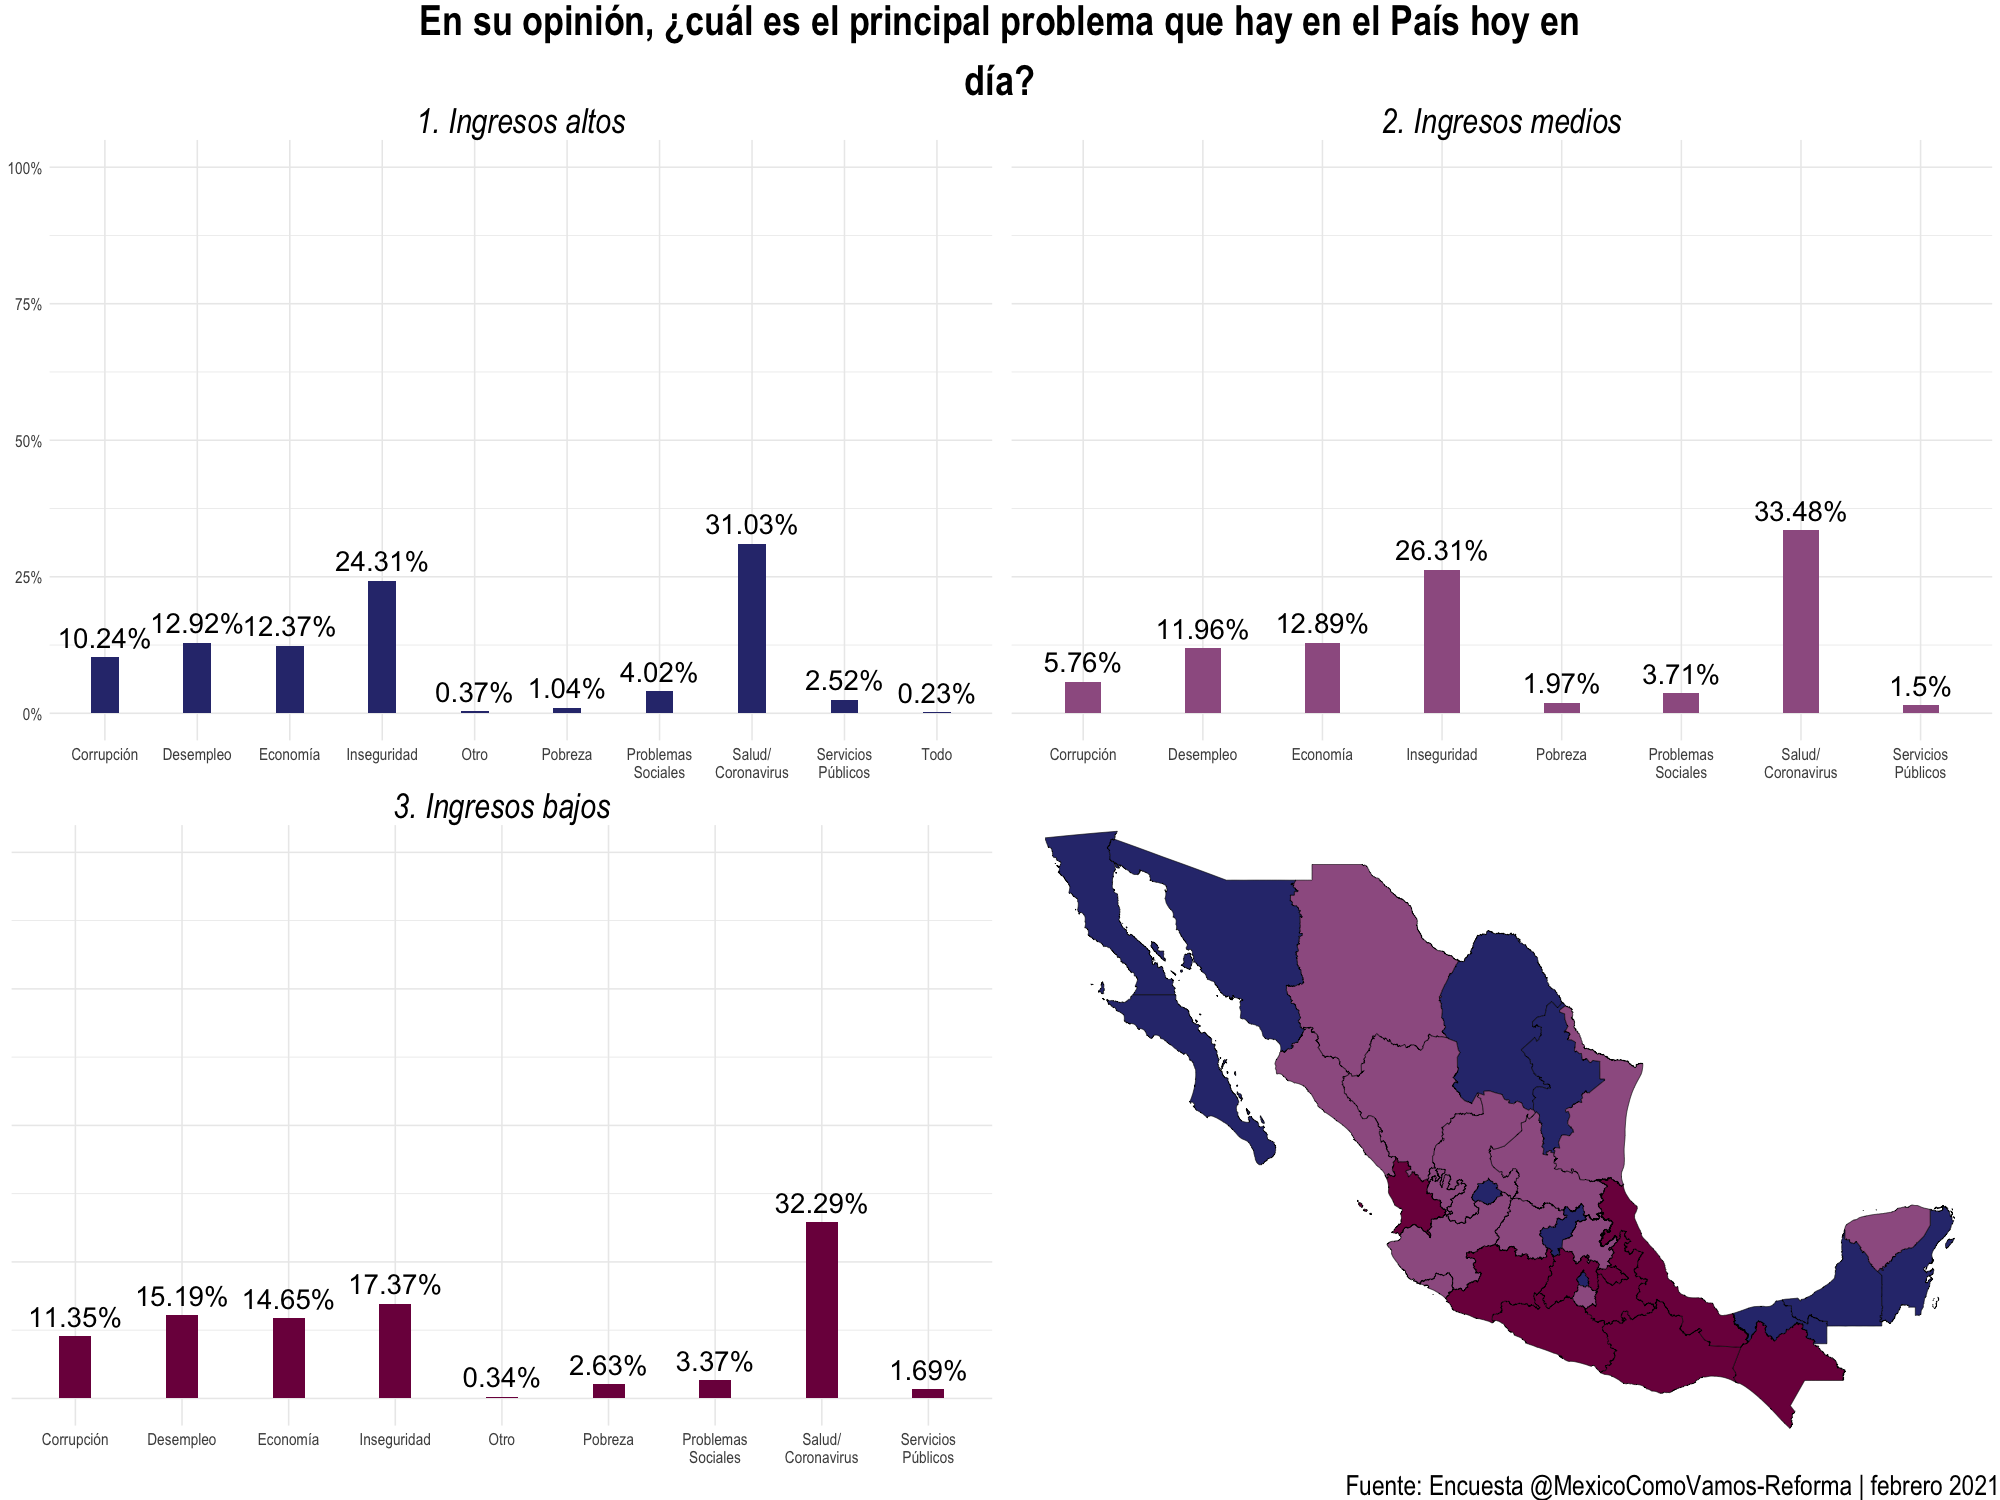 En su opinión, ¿cuál es el principal problema que hay en el País hoy en
día?
1. Ingresos altos
100%
75%
50%
25%
0%
10.24%
12.92%
12.37%
24.31%
0.37%
1.04%
4.02%
31.03%
2.52%
0.23%
Corrupción
Desempleo
Economía
Inseguridad
Otro
Pobreza
Problemas
Sociales
Salud/
Coronavirus
Servicios
Públicos
Todo
2. Ingresos medios
5.76%
11.96%
12.89%
26.31%
1.97%
3.71%
33.48%
1.5%
Corrupción
Desempleo
Economía
Inseguridad
Pobreza
Problemas
Sociales
Salud/
Coronavirus
Servicios
Públicos
3. Ingresos bajos
11.35%
15.19%
14.65%
17.37%
0.34%
2.63%
3.37%
32.29%
1.69%
Corrupción
Desempleo
Economía
Inseguridad
Otro
Pobreza
Problemas
Sociales
Salud/
Coronavirus
Servicios
Públicos
Fuente: Encuesta @MexicoComoVamos-Reforma | febrero 2021